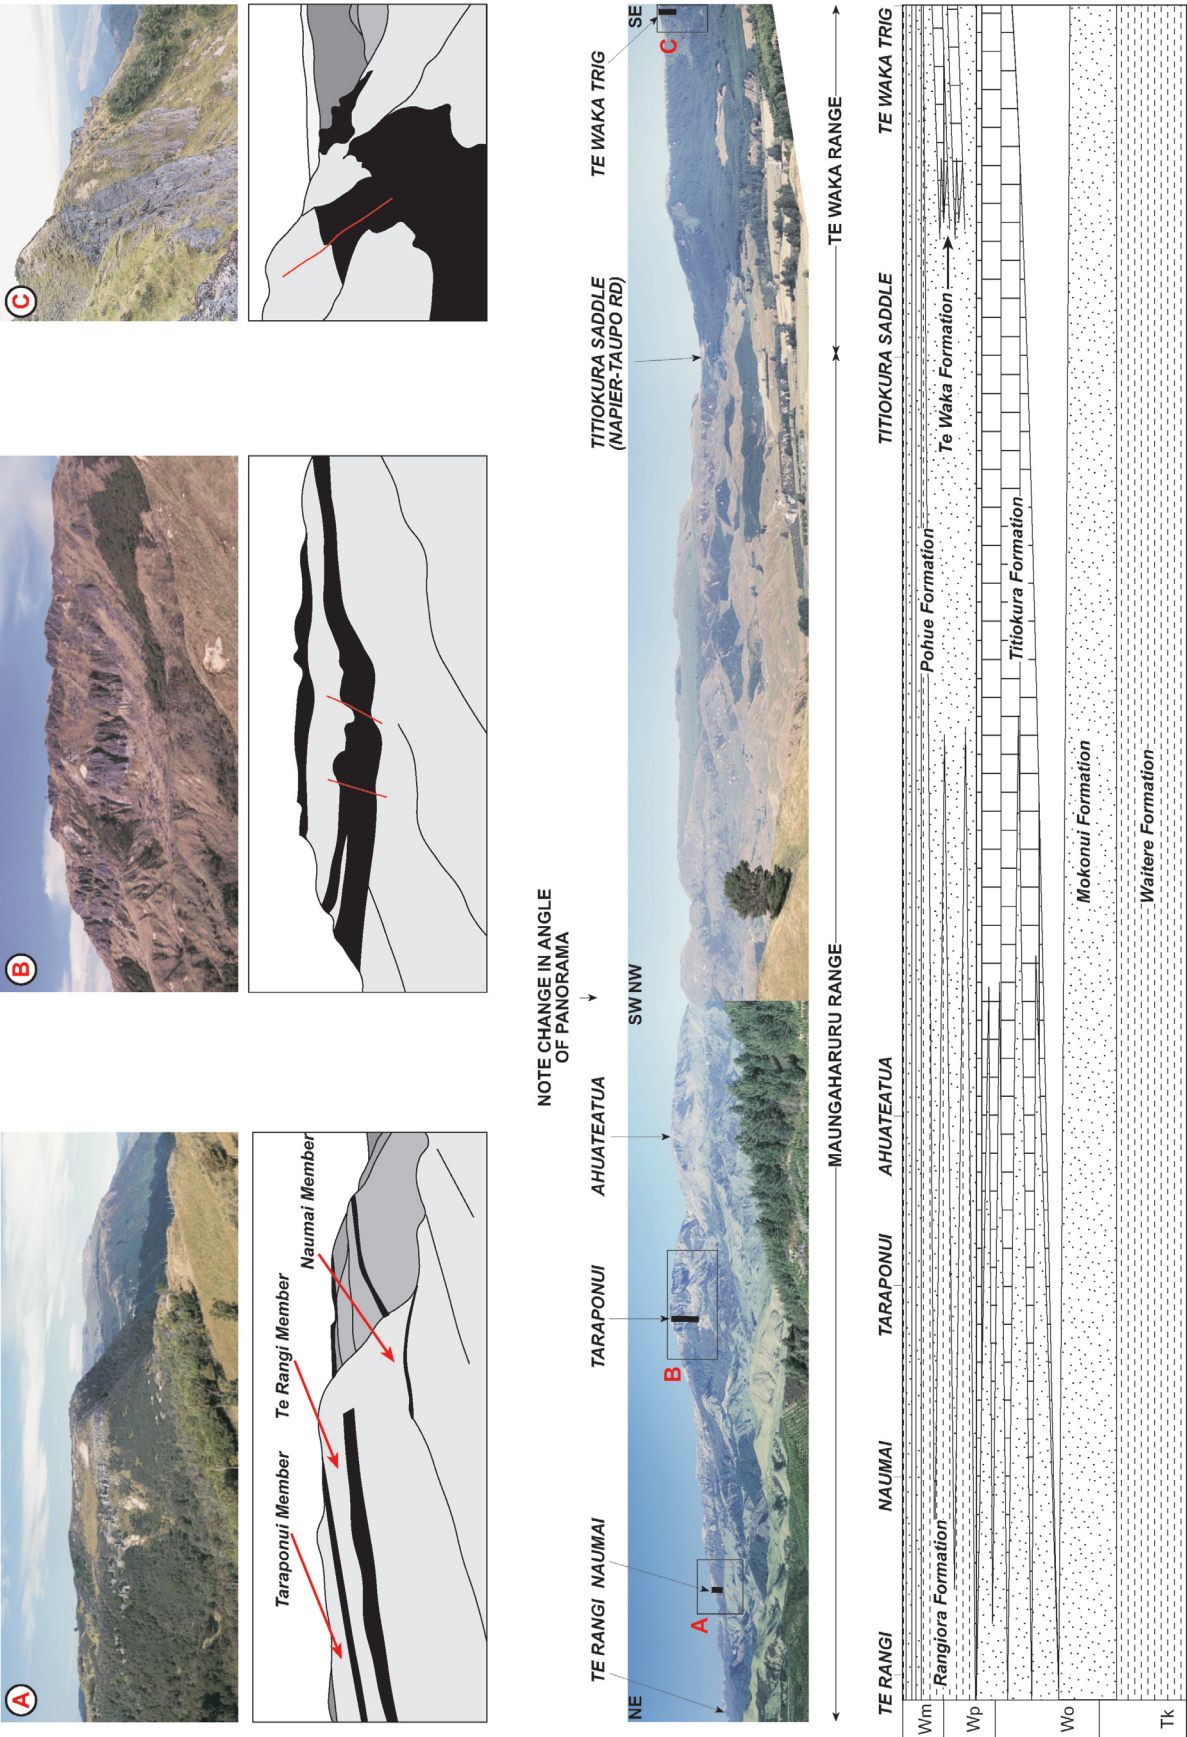 A
B
C
Taraponui Member
Te Rangi Member
Naumai Member
NOTE CHANGE IN ANGLE
OF PANORAMA
TE RANGI
NAUMAI
TARAPONUI
AHUATEATUA
TITIOKURA SADDLE
(NAPIER-TAUPO RD)
TE WAKA TRIG
NE
SW NW
SE
A
B
C
MAUNGAHARURU RANGE
TE WAKA RANGE
TE RANGI
NAUMAI
TARAPONUI
AHUATEATUA
TITIOKURA SADDLE
TE WAKA TRIG
Wm
Wp
Wo
Tk
Rangiora Formation
Pohue Formation
Te Waka Formation
Titiokura Formation
Mokonui Formation
Waitere Formation